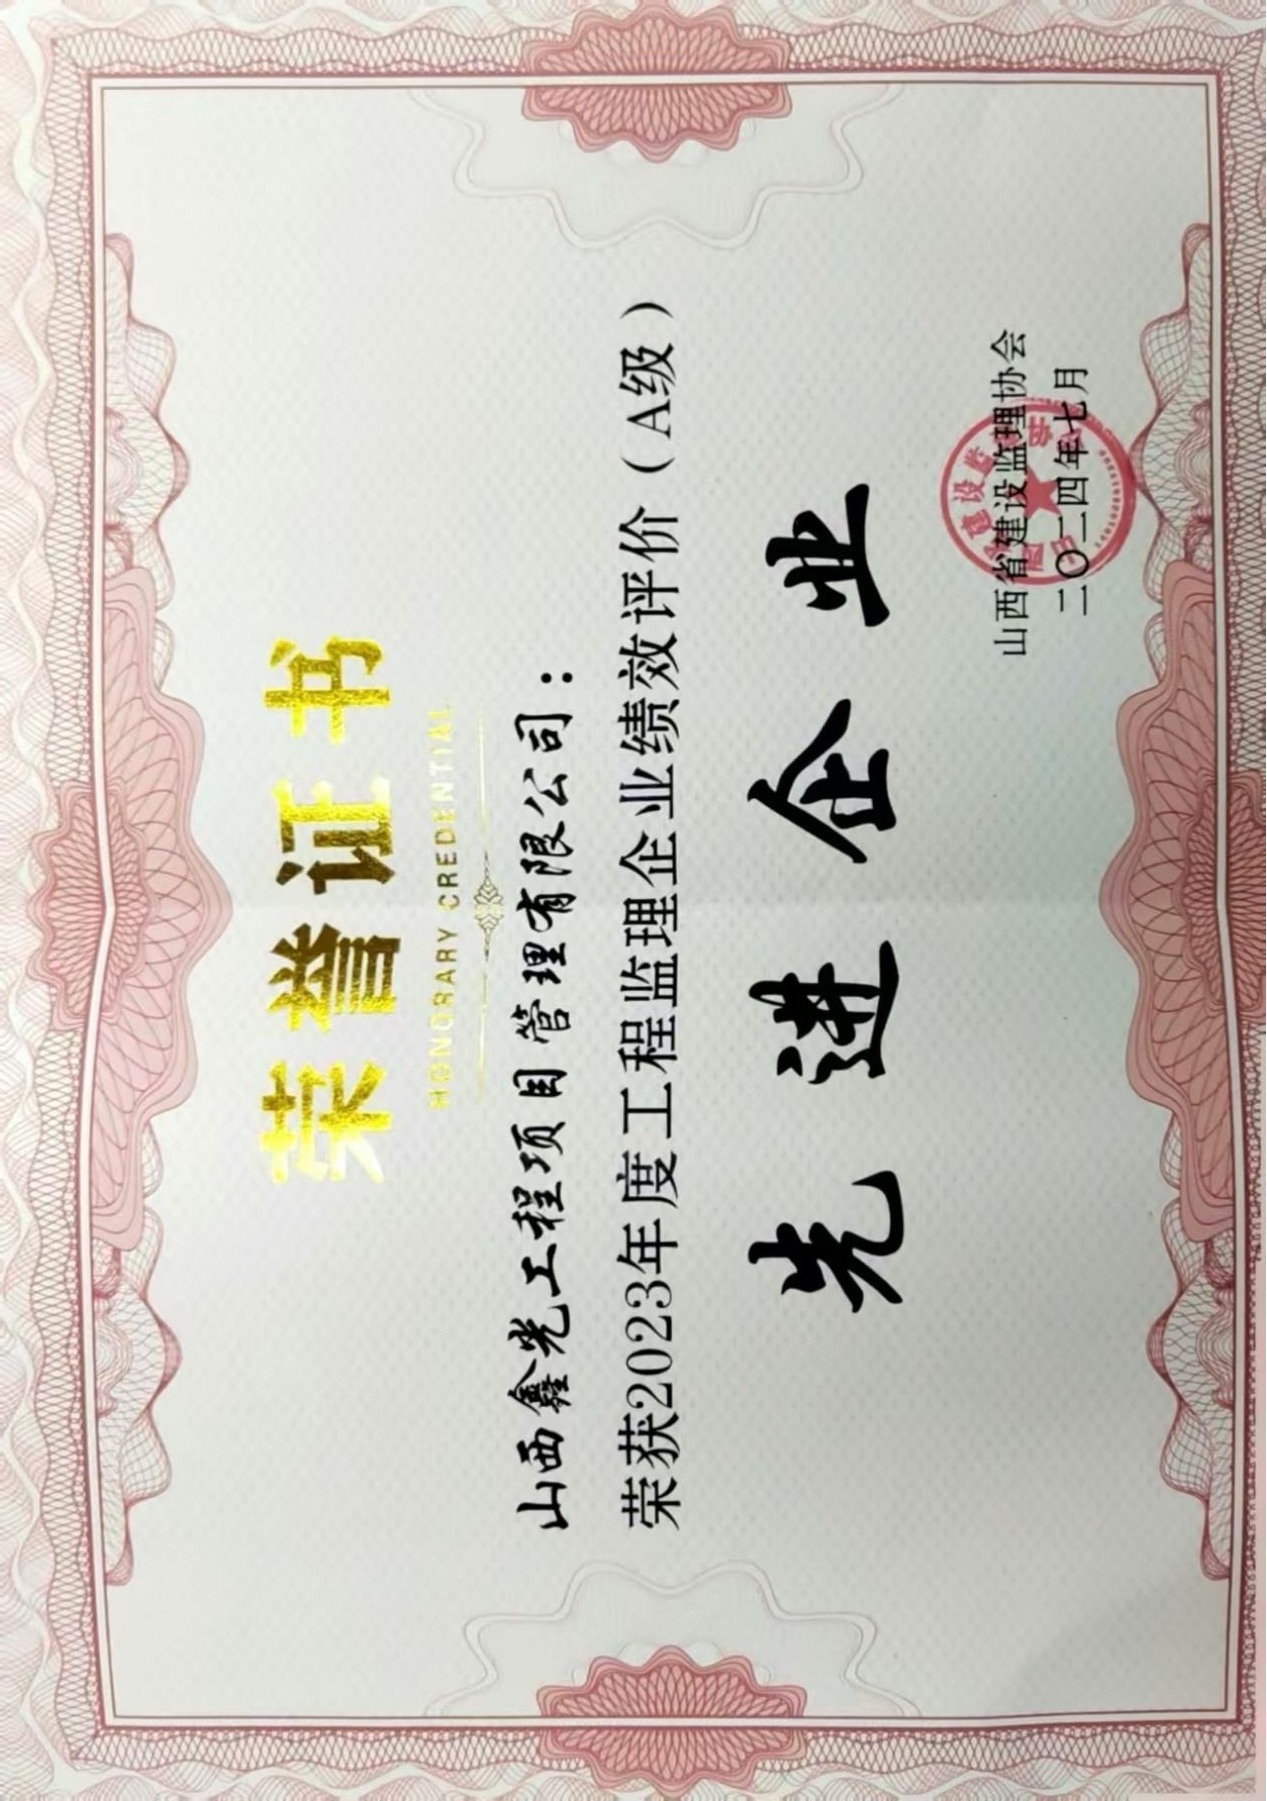 荣誉证书
HONORARY CREDENTIAL
山西鑫光工程项目管理有限公司：
荣获2023年度工程监理企业绩效评价（A级）
先进企业
山西省建设监理协会
二〇二四年七月